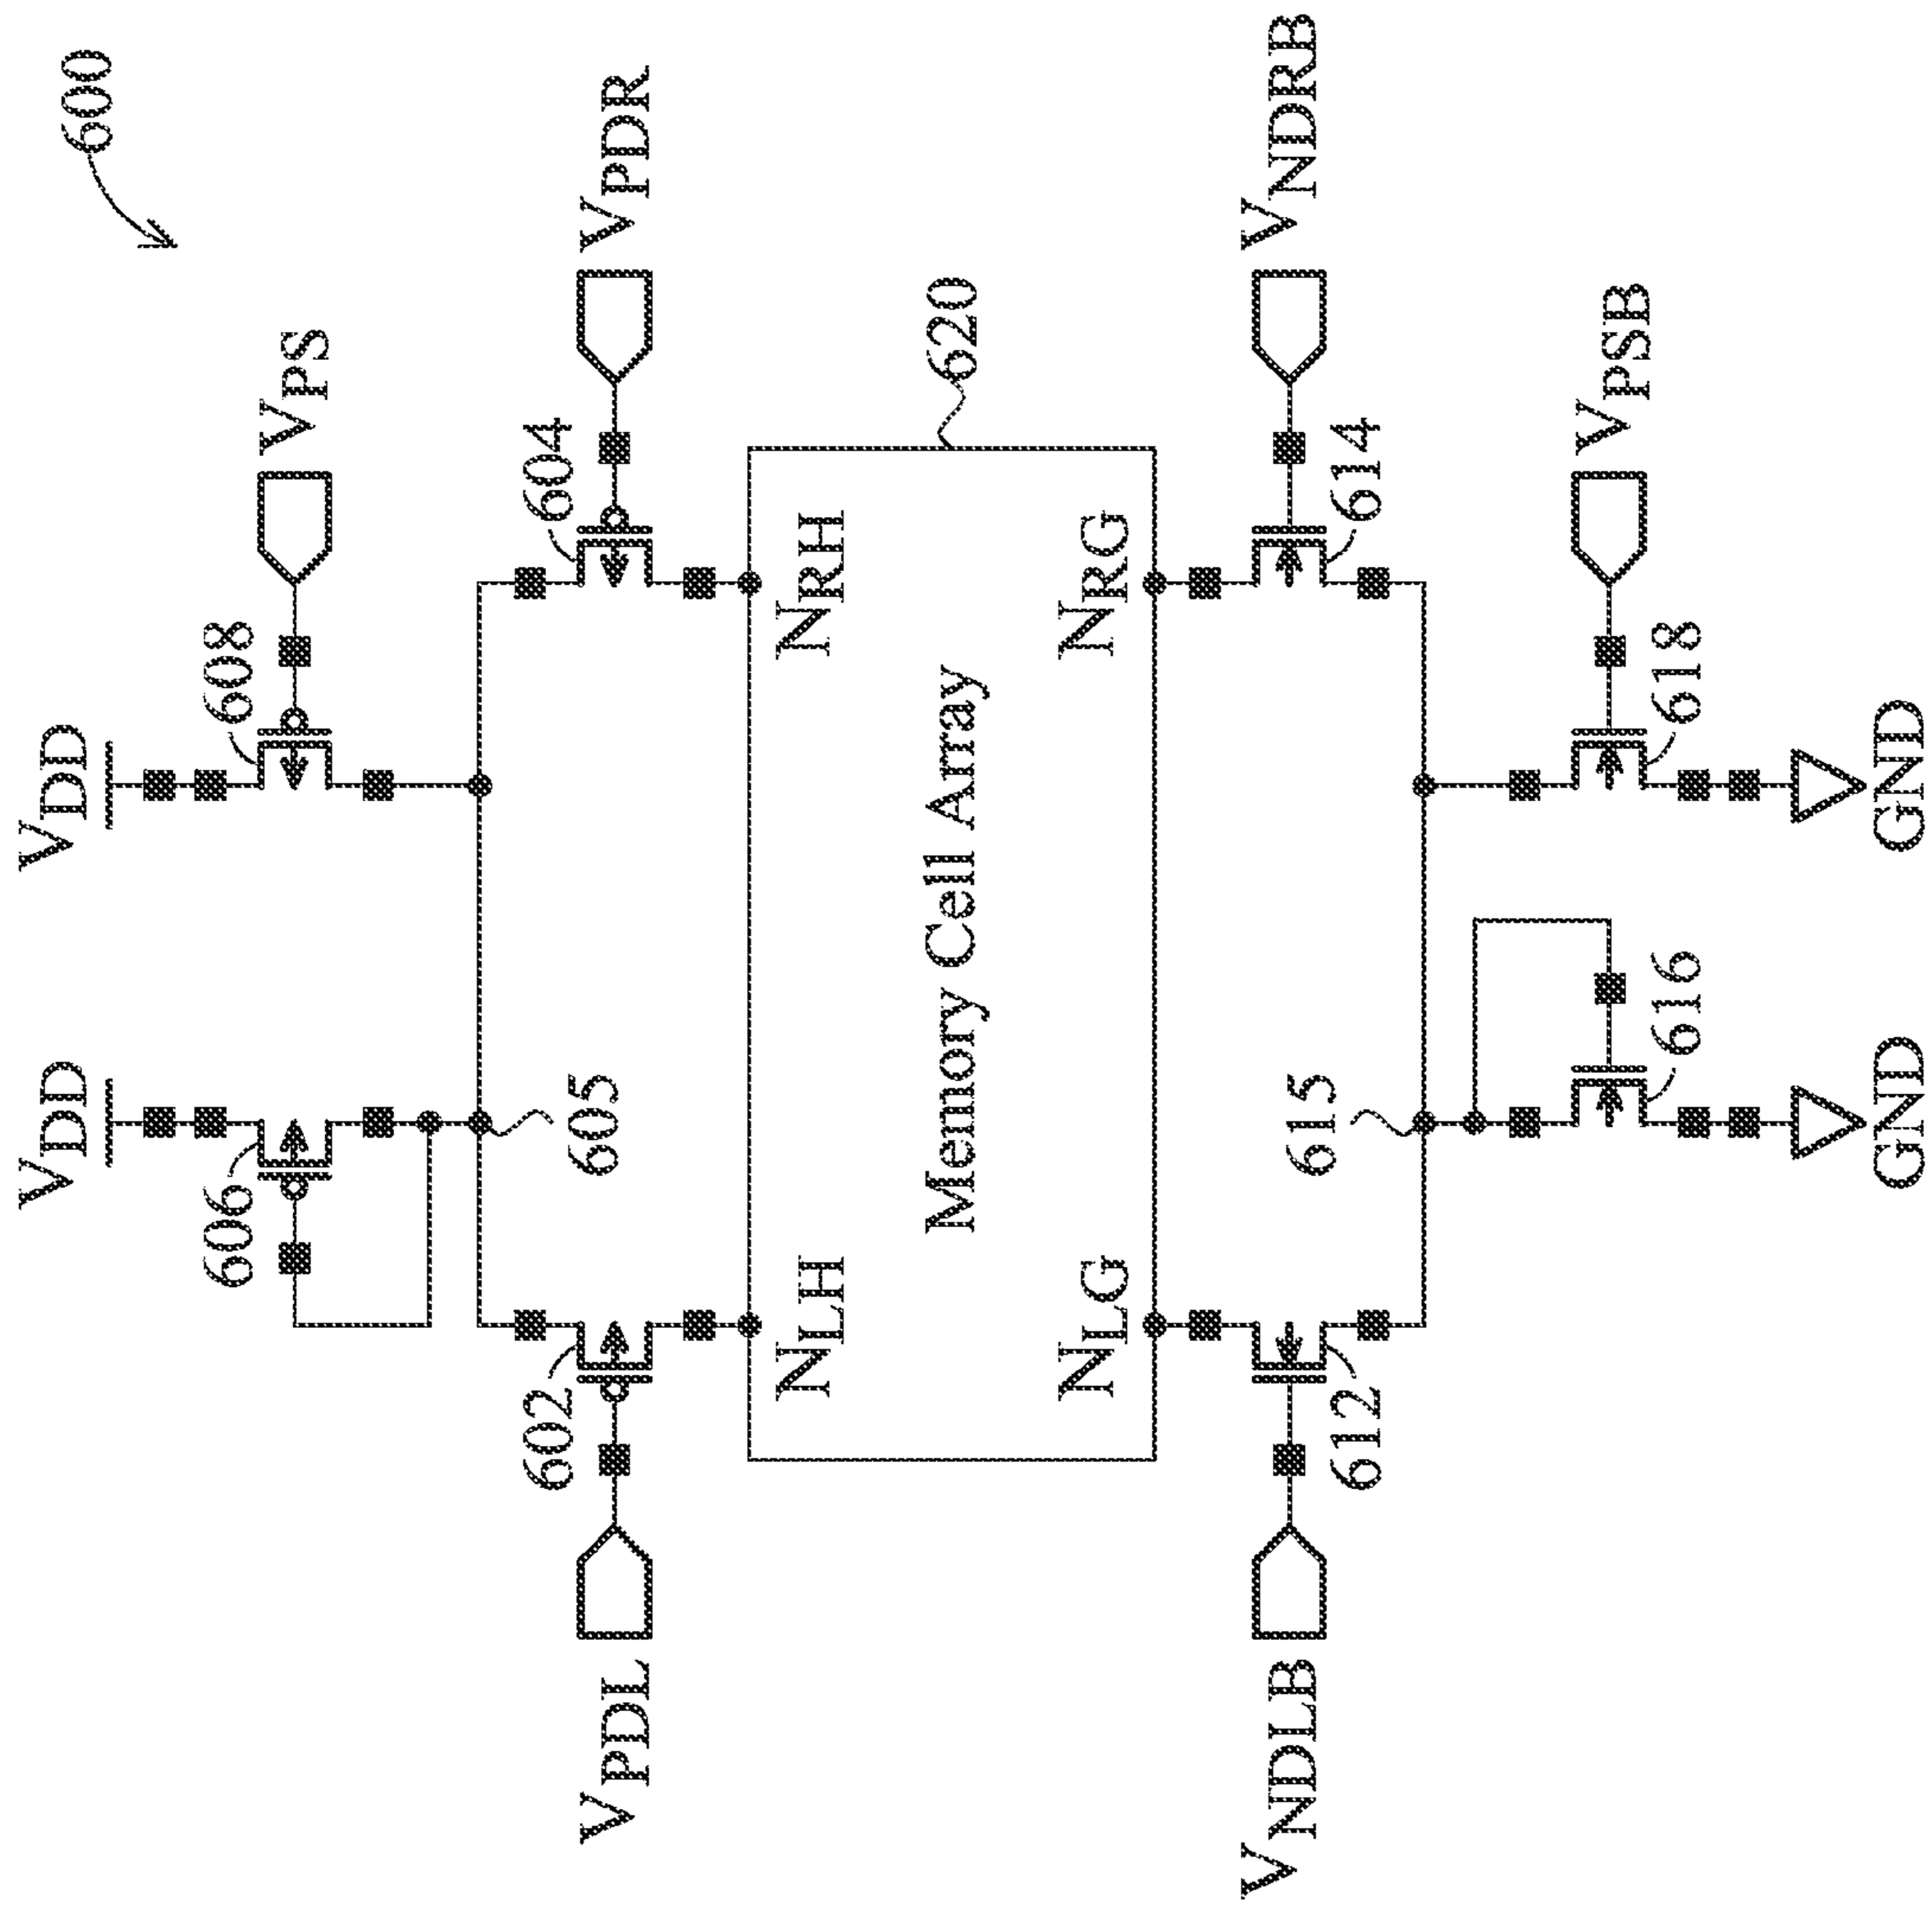 600
VDD
VDD
606
608
VPS
605
602
604
VPDL
VPDR
NLH
NRH
Memory Cell Array
620
NLG
NRG
VNDLB
VNDRB
612
614
615
616
618
VPSB
GND
GND